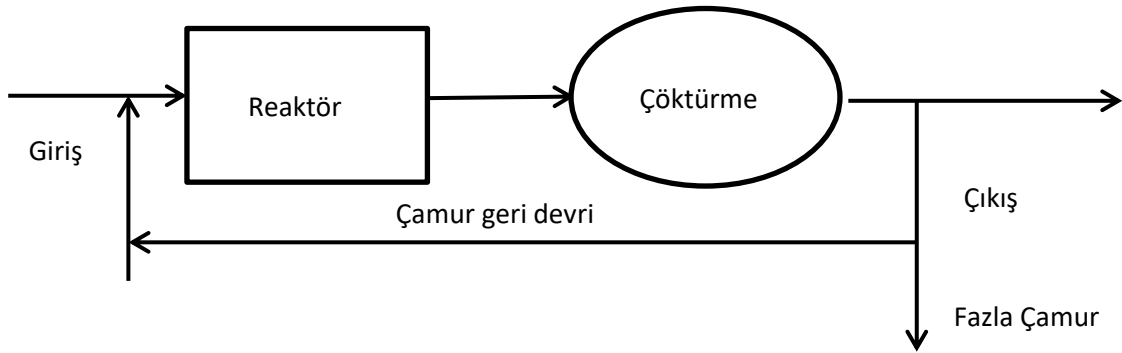 Reaktör
Çöktürme
Giriş
Çıkış
Çamur geri devri
Fazla Çamur